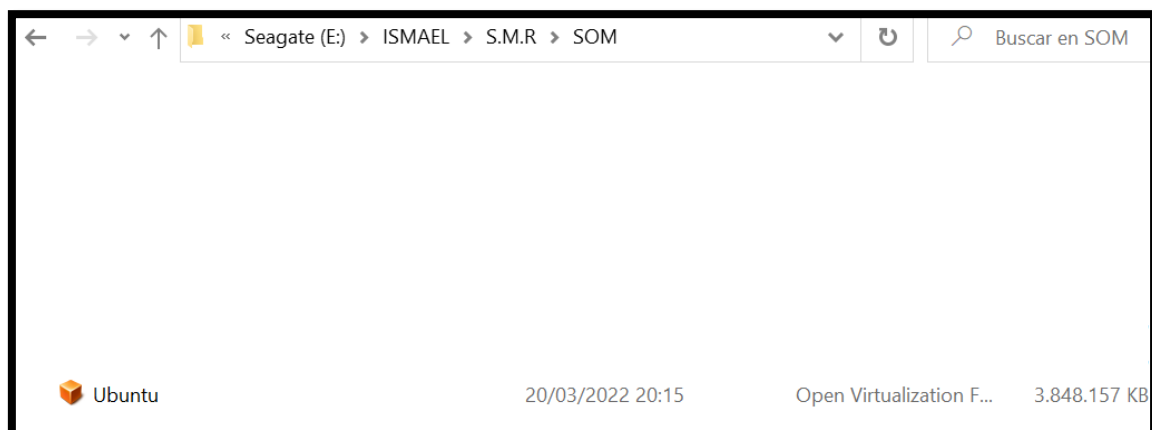 « Seagate (E:) > ISMAEL > S.M.R > SOM Buscar en SOM
Ubuntu 20/03/2022 20:15 Open Virtualization F... 3.848.157 KB